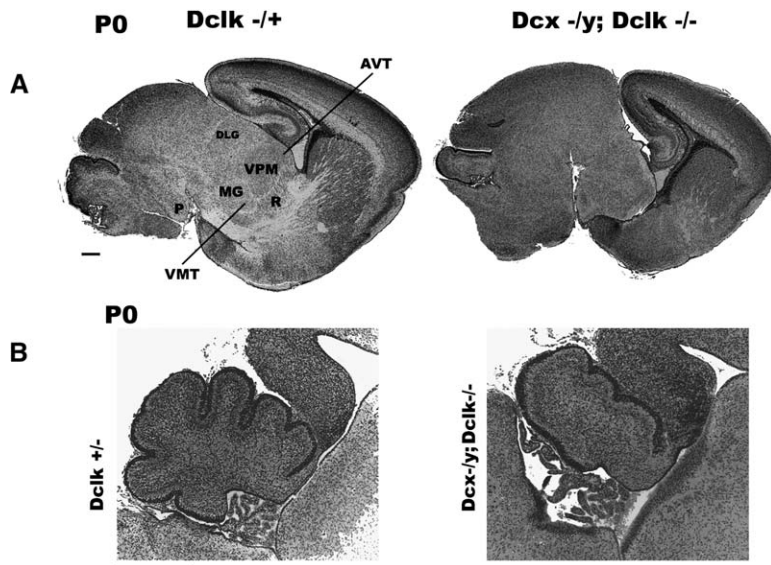 P0
Dclk -/+
Dcx -/y; Dclk -/-
A
AVT
DLG
VPM
MG
R
P
VMT
P0
B
Dclk +/-
Dcx-/y;Dclk-/-